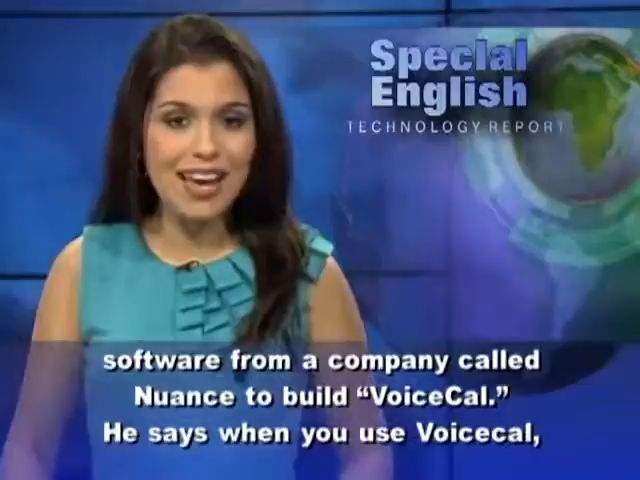 Special
English
TECHNOLOGY REPORT
software from a company called
Nuance to build “VoiceCal.”
He says when you use Voicecal,